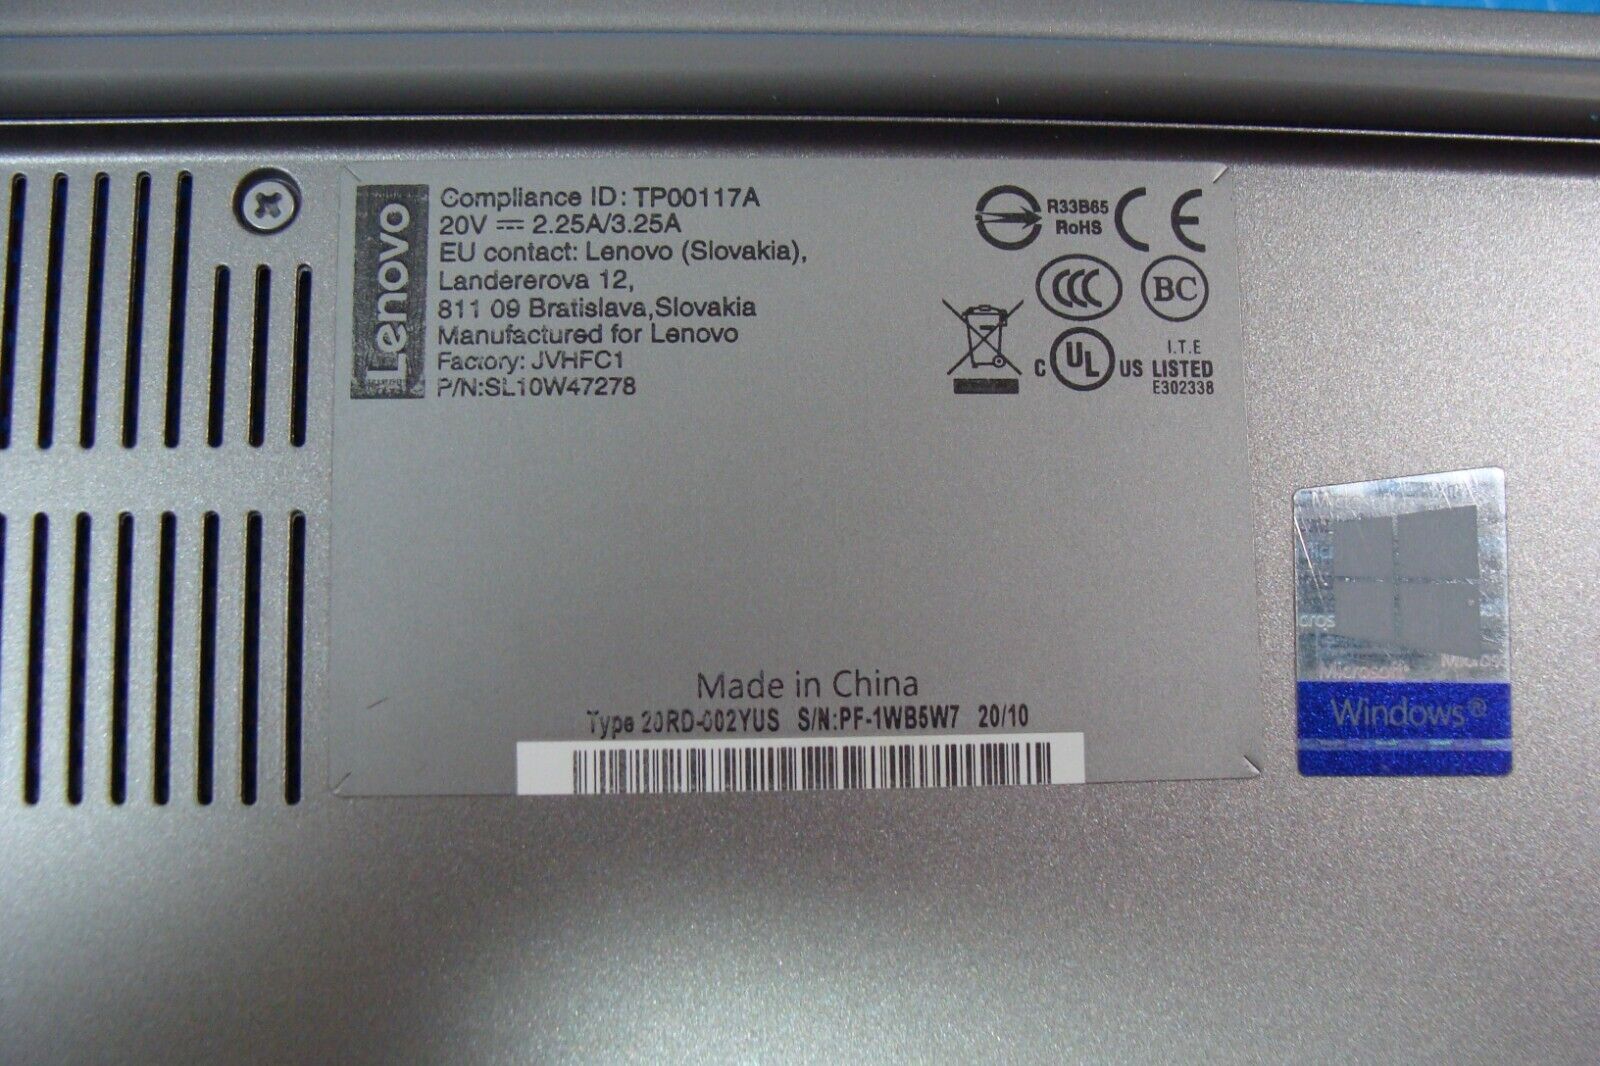 Lenovo
Compliance ID: TP00117A
20V ⎓ 2.25A/3.25A
EU contact: Lenovo (Slovakia),
Landererova 12,
811 09 Bratislava,Slovakia
Manufactured for Lenovo
Factory: JVHFC1
P/N:SL10W47278
R33B65
RoHS
CE
CCC
BC
C UL US
I.T.E
LISTED
E302338
Made in China
Type 20RD-002YUS S/N:PF-1WB5W7 20/10
Microsoft
Windows®